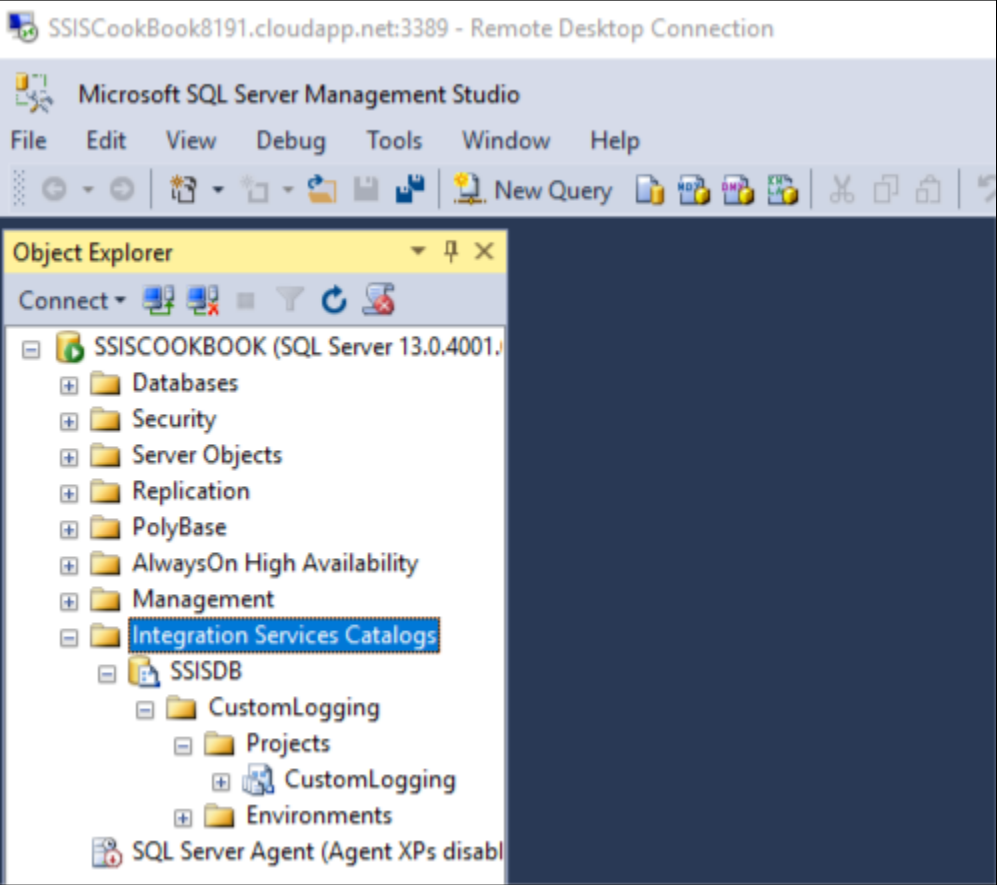 SSISCookBook8191.cloudapp.net:3389 - Remote Desktop Connection
Microsoft SQL Server Management Studio
File Edit View Debug Tools Window Help
New Query
Object Explorer
Connect
SSISCOOKBOOK (SQL Server 13.0.4001.
Databases
Security
Server Objects
Replication
PolyBase
AlwaysOn High Availability
Management
Integration Services Catalogs
SSISDB
CustomLogging
Projects
CustomLogging
Environments
SQL Server Agent (Agent XPs disabl